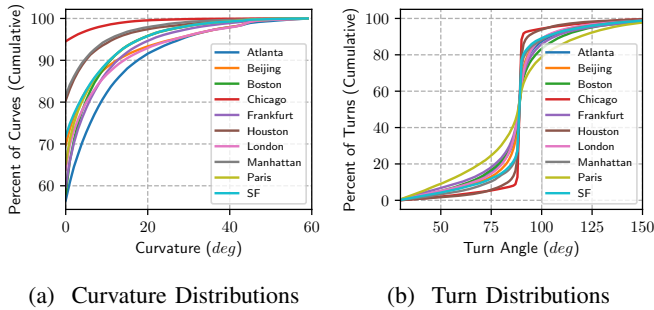 Percent of Curves (Cumulative)
100
90
80
70
60
0
20
40
60
Curvature (deg)
Atlanta
Beijing
Boston
Chicago
Frankfurt
Houston
London
Manhattan
Paris
SF
Percent of Turns (Cumulative)
100
80
60
40
20
0
50
75
100
125
150
Turn Angle (deg)
Atlanta
Beijing
Boston
Chicago
Frankfurt
Houston
London
Manhattan
Paris
SF
(a) Curvature Distributions
(b) Turn Distributions